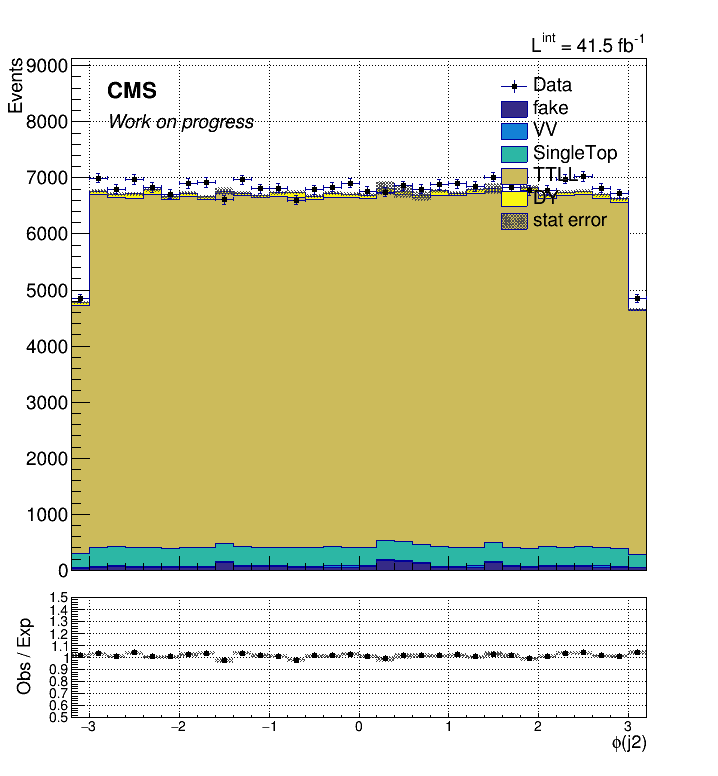 L^int = 41.5 fb^-1
Events
9000
8000
7000
6000
5000
4000
3000
2000
1000
0
CMS
Work on progress
Data
fake
VV
SingleTop
TTLL
DY
stat error
Obs / Exp
1.5
1.4
1.3
1.2
1.1
1
0.9
0.8
0.7
0.6
0.5
−3 −2 −1 0 1 2 3
ϕ(j2)